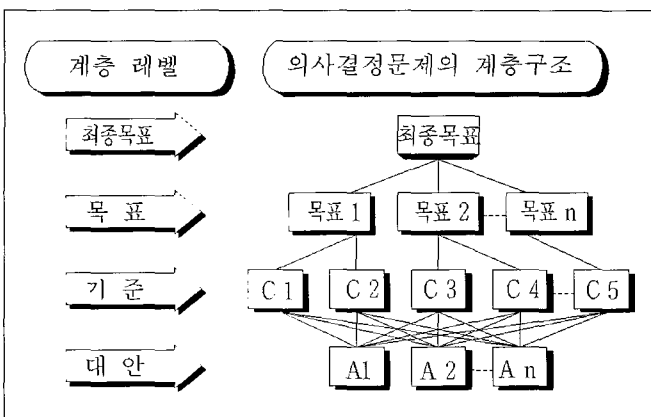 계층 레벨 의사결정문제의 계층구조
최종목표 최종목표
목 표 목표 1 목표 2 목표 n
기 준 C 1 C 2 C 3 C 4 C 5
대 안 A1 A 2 A n